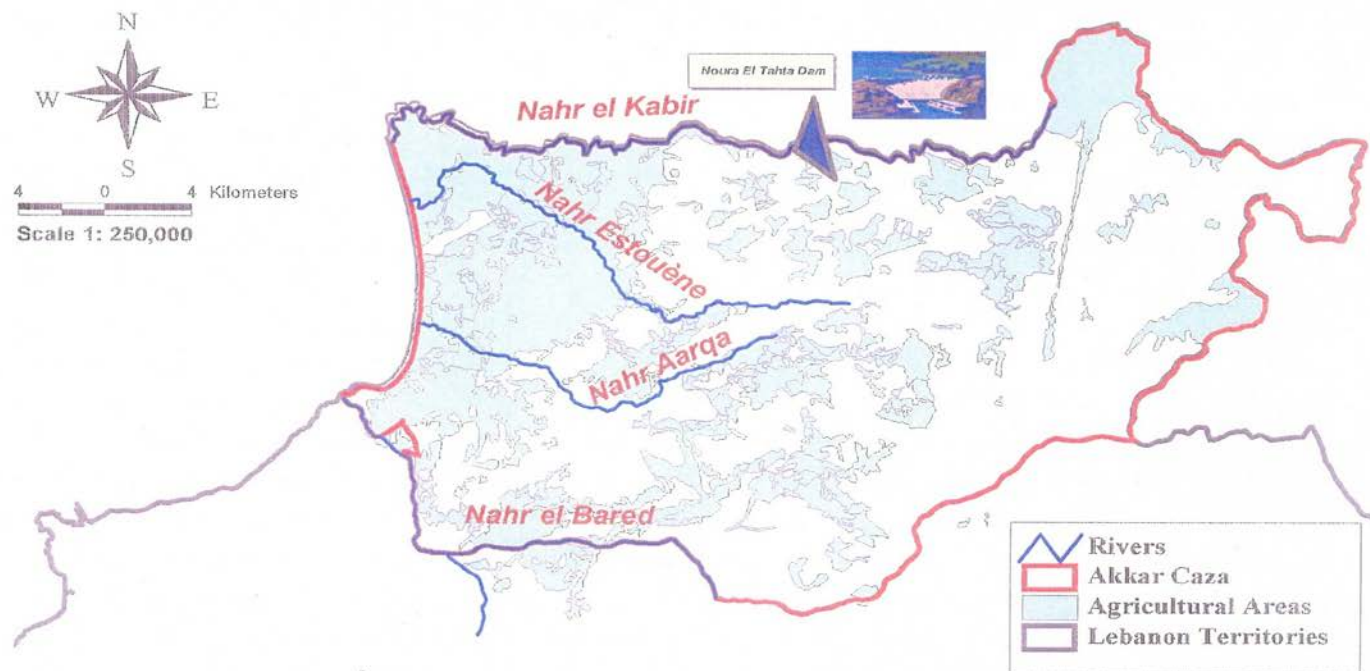 N
W E
S
4 0 4 Kilometers
Scale 1: 250,000
Noura El Tahta Dam
Nahr el Kabir
Nahr Estouène
Nahr Aarqa
Nahr el Bared
Rivers
Akkar Caza
Agricultural Areas
Lebanon Territories